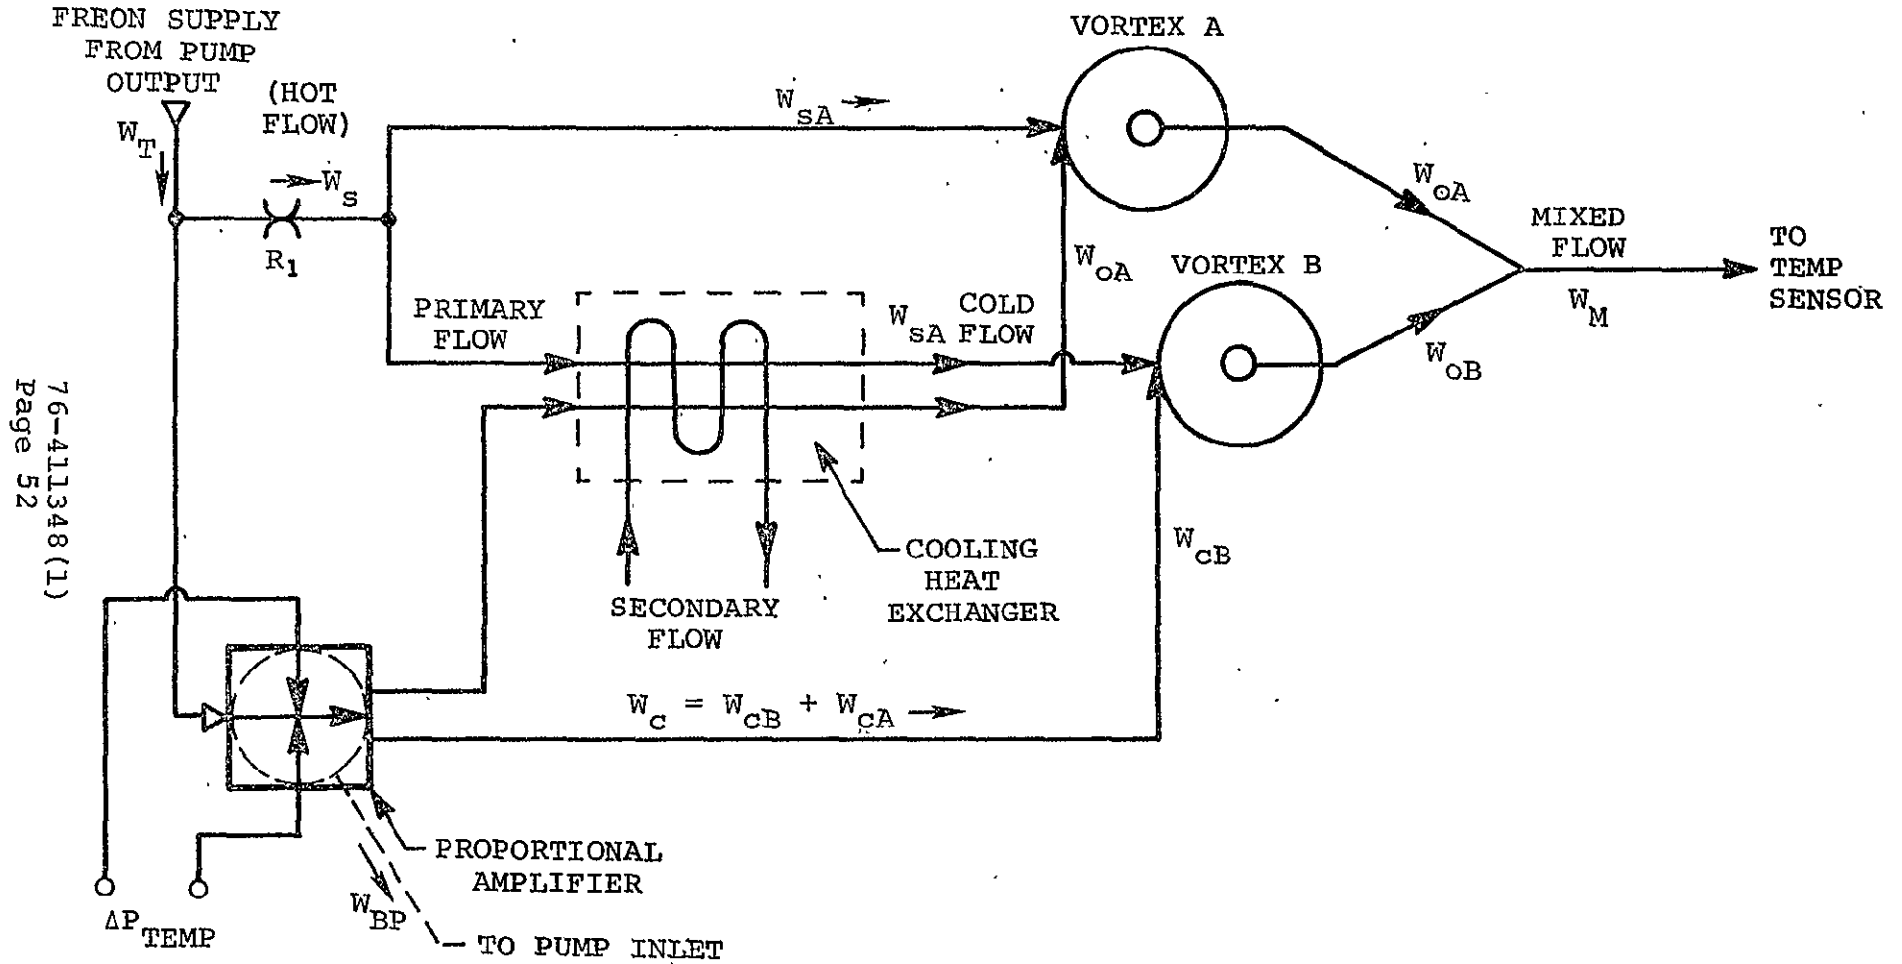 FREON SUPPLY
FROM PUMP
OUTPUT
W_T
(HOT
FLOW)
W_s
R_1
W_sA
VORTEX A
W_oA
W_oA
MIXED
FLOW
W_M
TO
TEMP
SENSOR
VORTEX B
W_oB
PRIMARY
FLOW
W_sA
COLD
FLOW
COOLING
HEAT
EXCHANGER
SECONDARY
FLOW
W_cB
W_c = W_cB + W_cA
PROPORTIONAL
AMPLIFIER
W_BP
TO PUMP INLET
ΔP_TEMP
76-411348(1)
Page 52